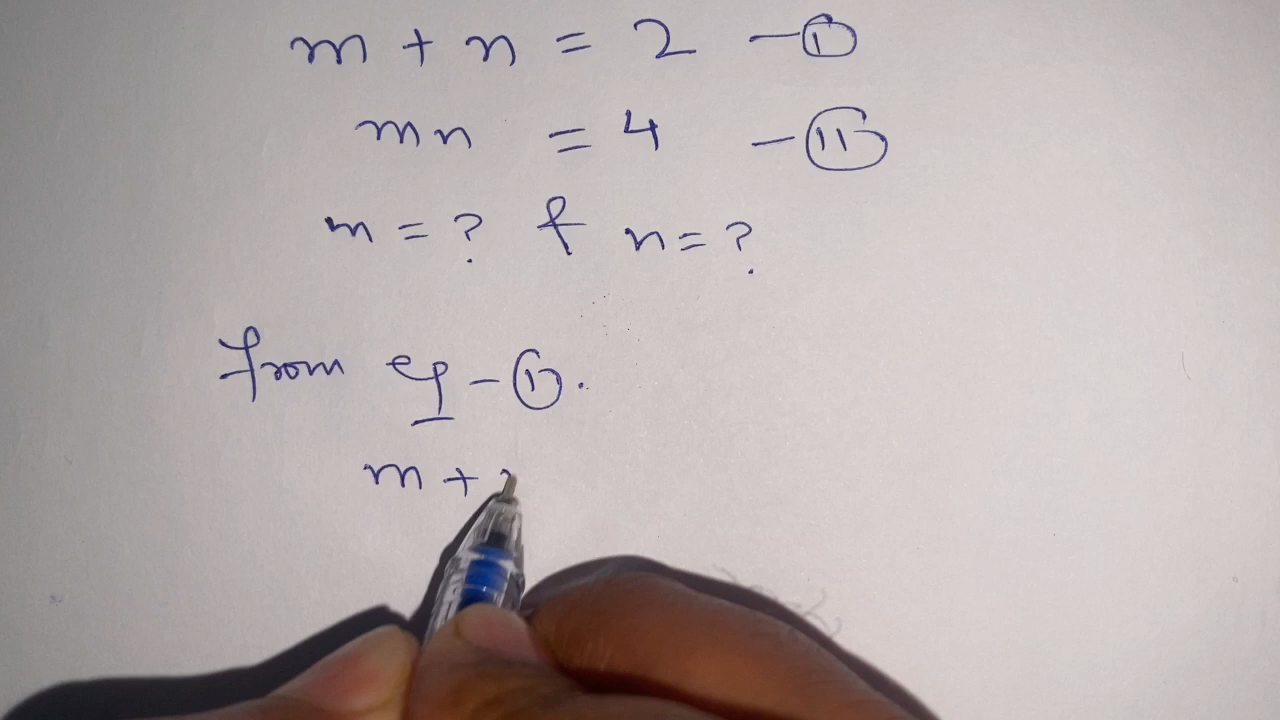 m + n = 2 - (I)
mn = 4 - (II)
m = ? & n = ?
from eq - (I).
m +